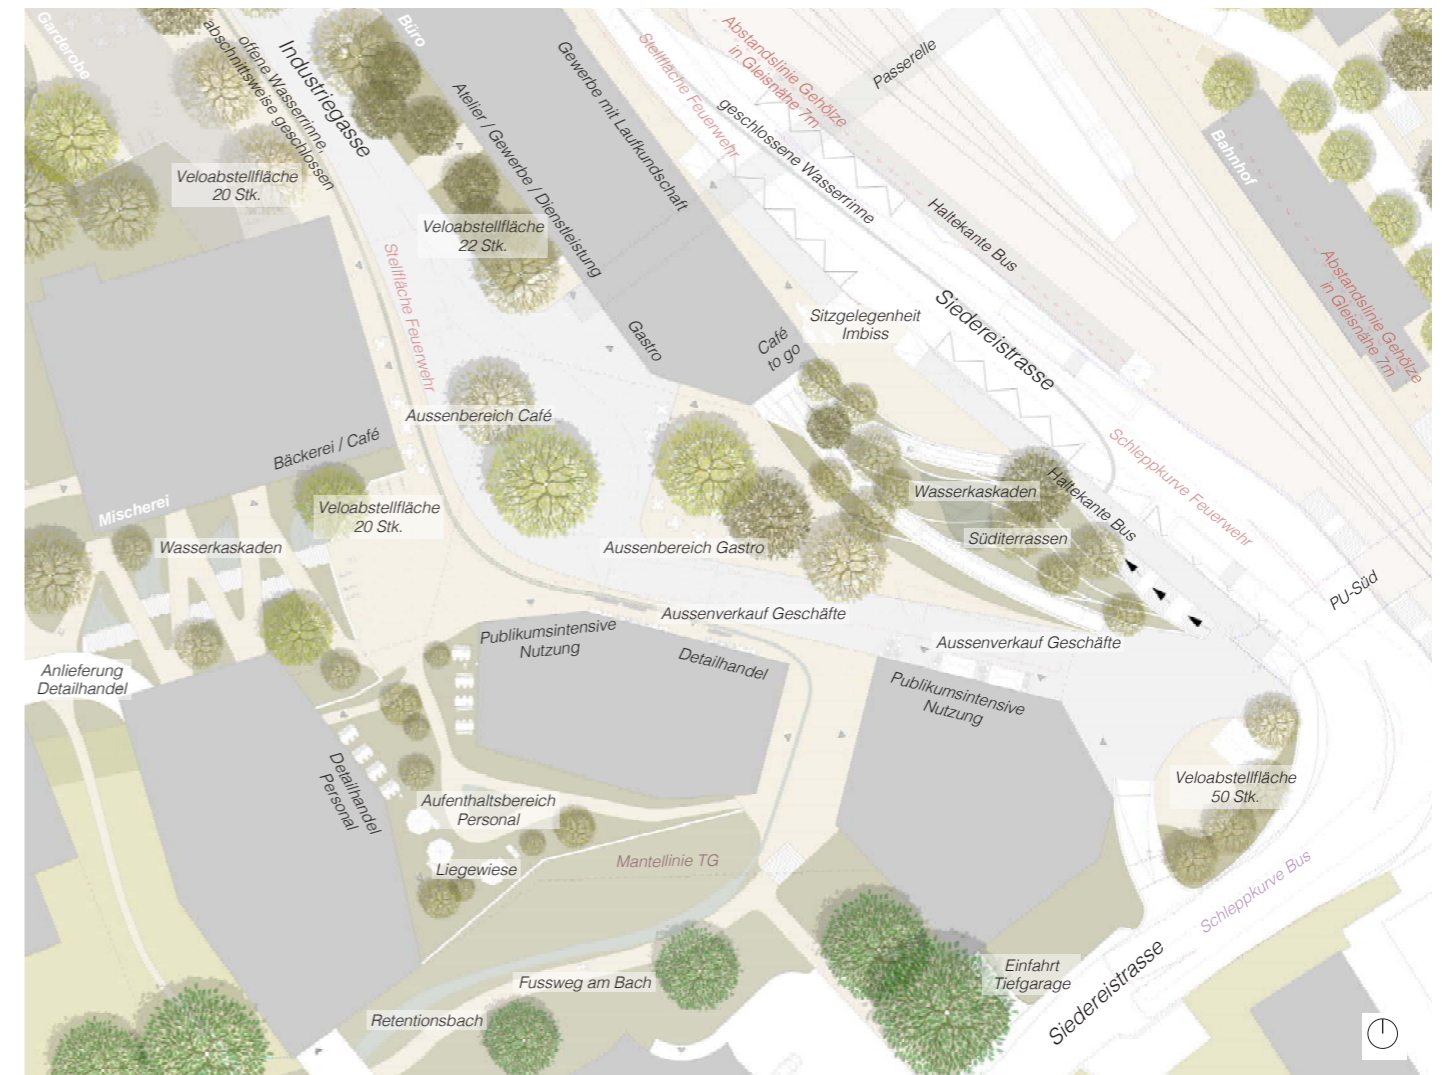 Garderobe
offene Wasserrinne,
abschnittsweise geschlossen
Industriegasse
Büro
Atelier / Gewerbe / Dienstleistung
Gewerbe mit Laufkundschaft
Stellfläche Feuerwehr
Abstandslinie Gehölze
in Gleisnähe 7m
Passerelle
geschlossene Wasserrinne
Haltekante Bus
Bahnhof
Abstandslinie Gehölze
in Gleisnähe 7m
Veloabstellfläche
20 Stk.
Veloabstellfläche
22 Stk.
Stellfläche Feuerwehr
Gastro
Café
to go
Sitzgelegenheit
Imbiss
Siedereistrasse
Aussenbereich Café
Bäckerei / Café
Mischerei
Veloabstellfläche
20 Stk.
Wasserkaskaden
Aussenbereich Gastro
Wasserkaskaden
Süditerrassen
Haltekante Bus
Schleppkurve Feuerwehr
PU-Süd
Aussenverkauf Geschäfte
Aussenverkauf Geschäfte
Publikumsintensive
Nutzung
Detailhandel
Publikumsintensive
Nutzung
Anlieferung
Detailhandel
Detailhandel
Personal
Aufenthaltsbereich
Personal
Liegewiese
Mantellinie TG
Veloabstellfläche
50 Stk.
Schleppkurve Bus
Siedereistrasse
Einfahrt
Tiefgarage
Fussweg am Bach
Retentionsbach